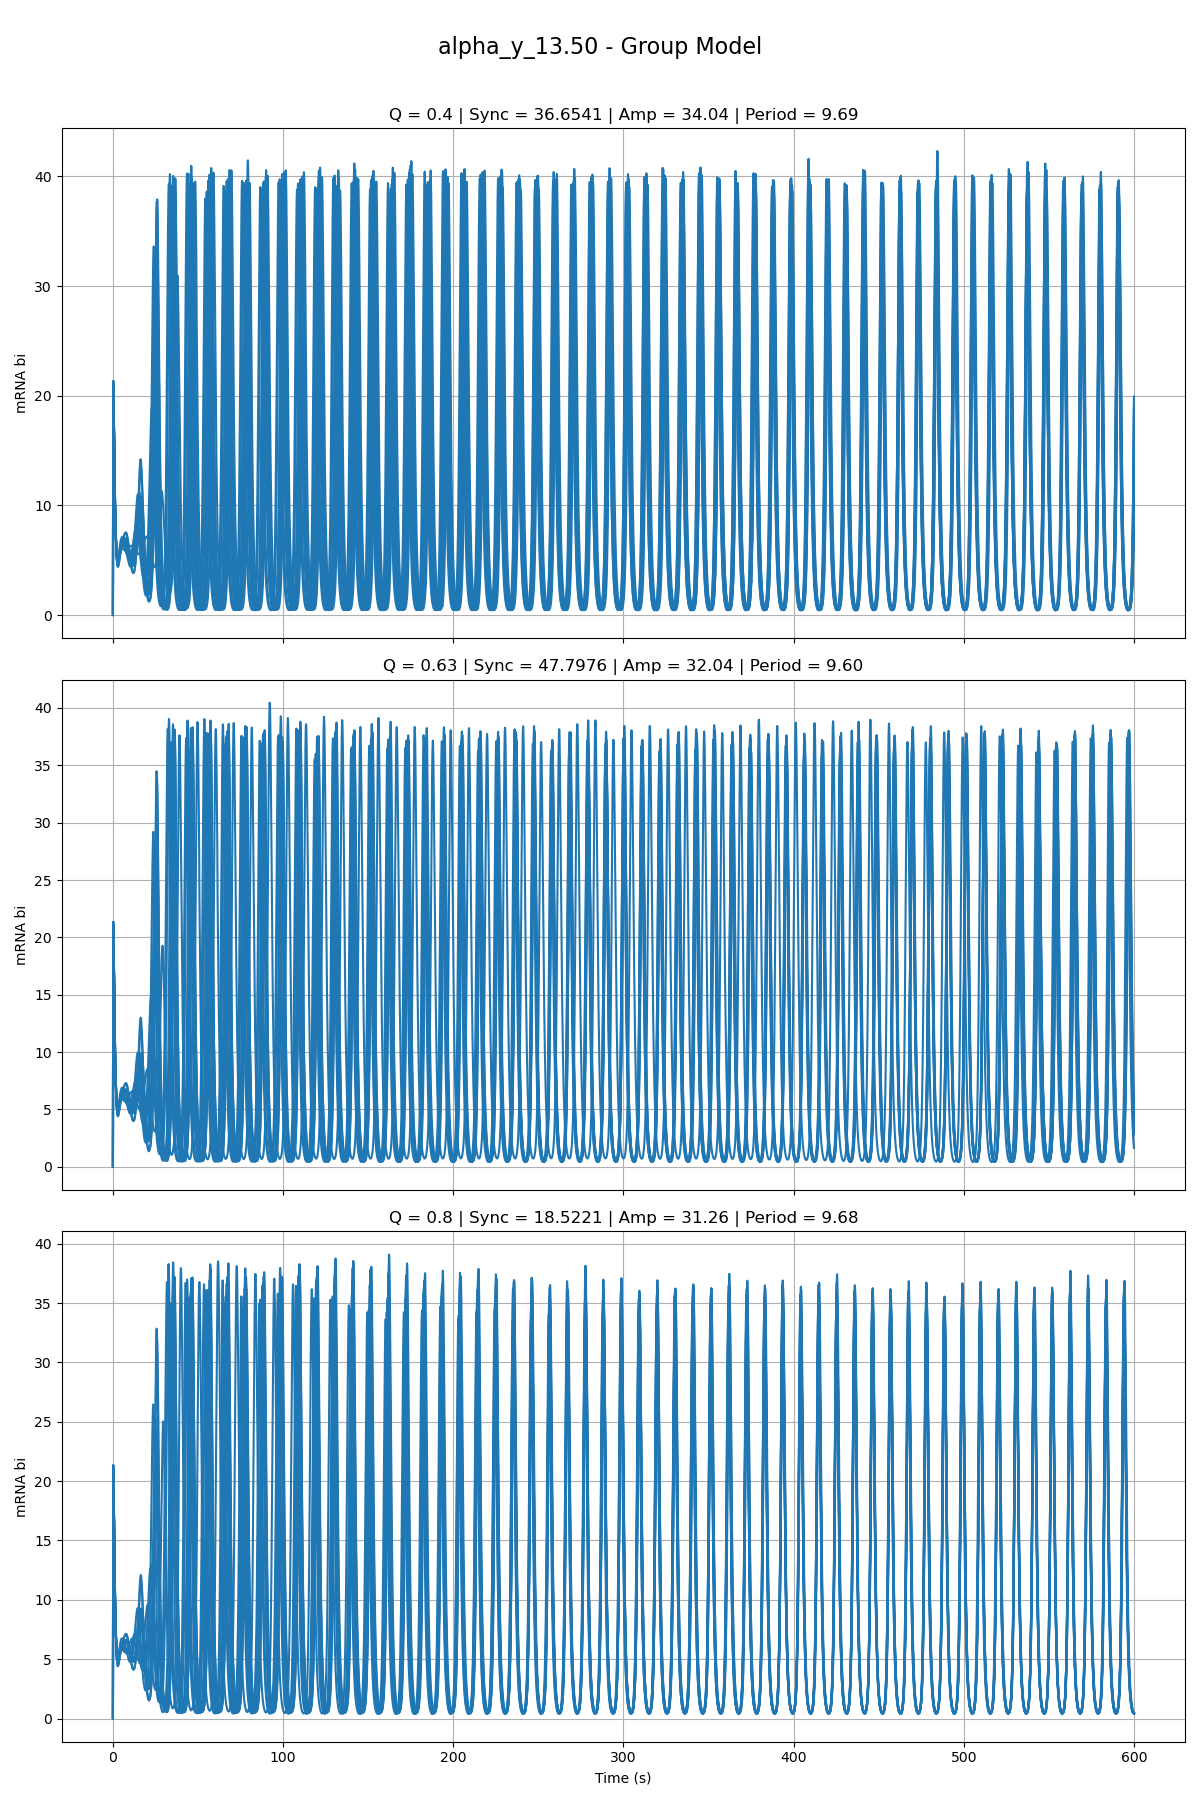 alpha_y_13.50 - Group Model
Q = 0.4 | Sync = 36.6541 | Amp = 34.04 | Period = 9.69
40
30
20
10
0
mRNA bi
Q = 0.63 | Sync = 47.7976 | Amp = 32.04 | Period = 9.60
40
35
30
25
20
15
10
5
0
mRNA bi
Q = 0.8 | Sync = 18.5221 | Amp = 31.26 | Period = 9.68
40
35
30
25
20
15
10
5
0
mRNA bi
0 100 200 300 400 500 600
Time (s)